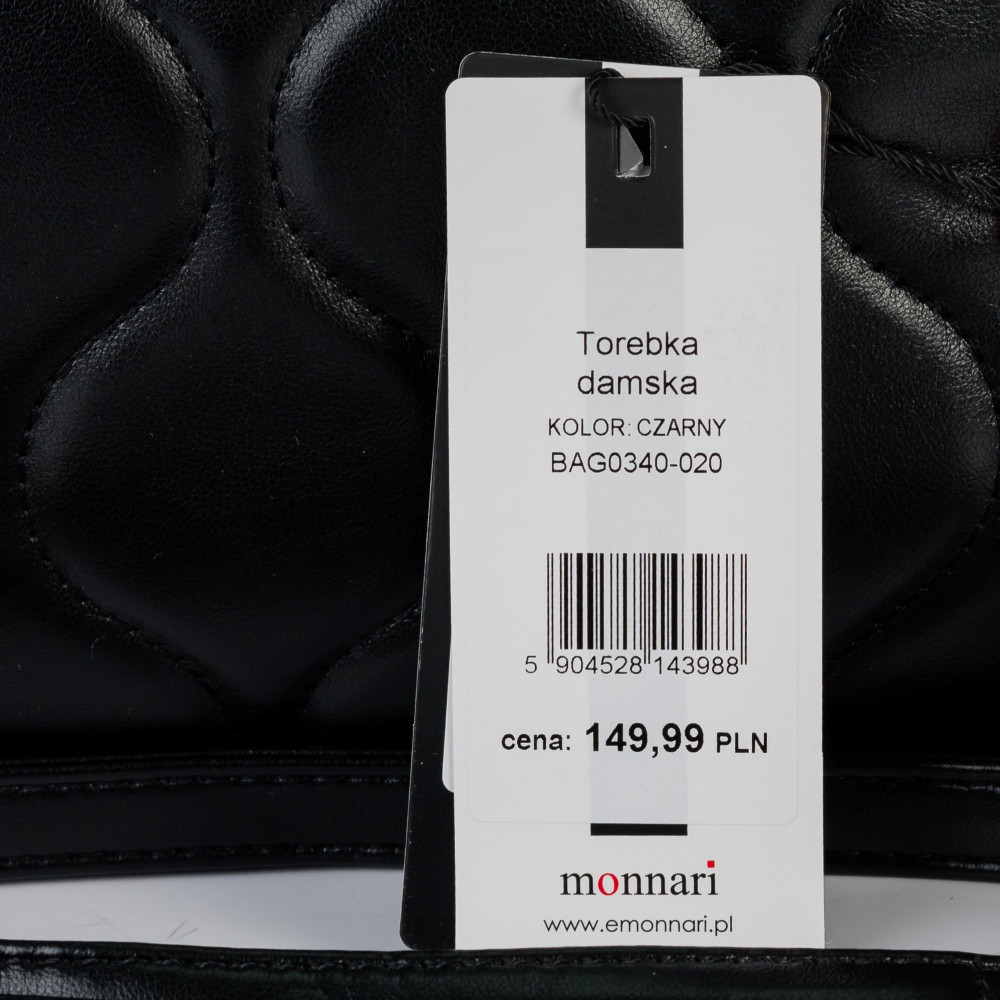 Torebka
damska
KOLOR: CZARNY
BAG0340-020
5 904528 143988
cena: 149,99 PLN
monnari
www.emonnari.pl